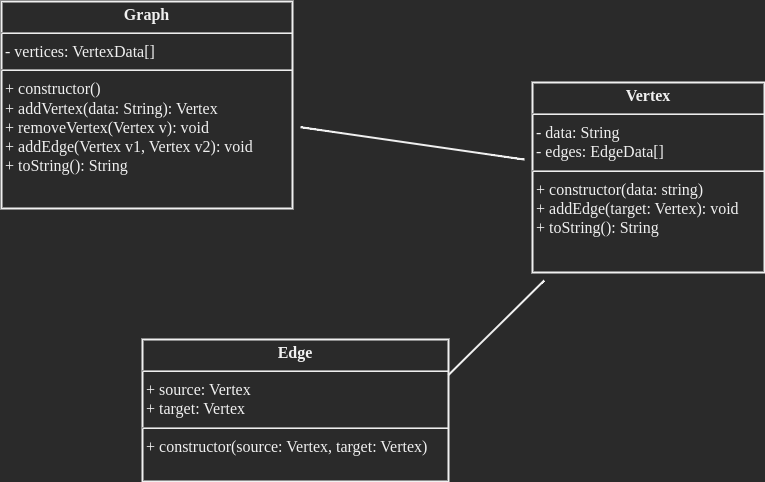 Graph
- vertices: VertexData[]
+ constructor()
+ addVertex(data: String): Vertex
+ removeVertex(Vertex v): void
+ addEdge(Vertex v1, Vertex v2): void
+ toString(): String
Vertex
- data: String
- edges: EdgeData[]
+ constructor(data: string)
+ addEdge(target: Vertex): void
+ toString(): String
Edge
+ source: Vertex
+ target: Vertex
+ constructor(source: Vertex, target: Vertex)